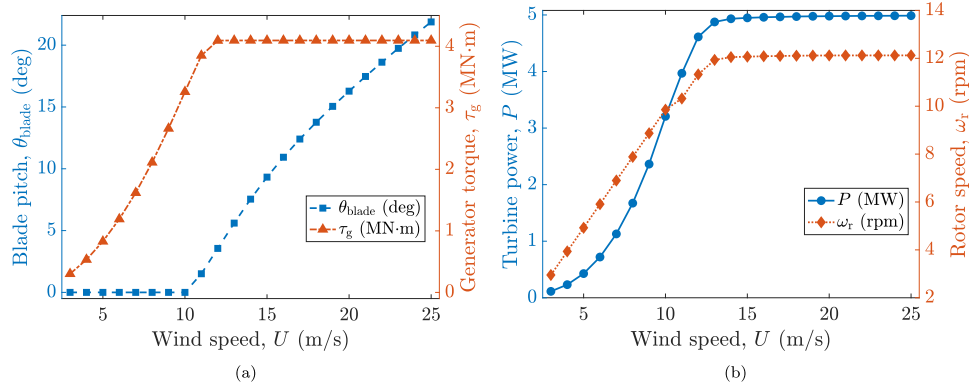 Blade pitch, θblade (deg)
20
15
10
5
0
4
3
2
1
0
Generator torque, τg (MN·m)
θblade (deg)
τg (MN·m)
5
10
15
20
25
Wind speed, U (m/s)
(a)
Turbine power, P (MW)
5
4
3
2
1
0
14
12
10
8
6
4
2
Rotor speed, ωr (rpm)
P (MW)
ωr (rpm)
5
10
15
20
25
Wind speed, U (m/s)
(b)